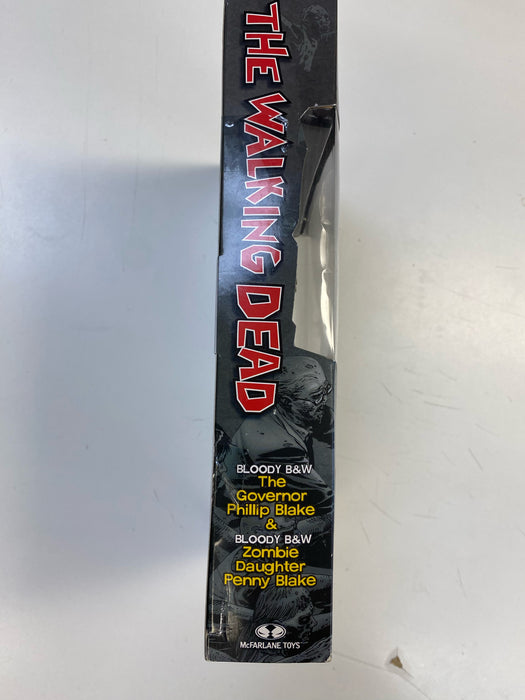 THE WALKING DEAD
BLOODY B&W
The
Governor
Phillip Blake
&
BLOODY B&W
Zombie
Daughter
Penny Blake
McFARLANE TOYS